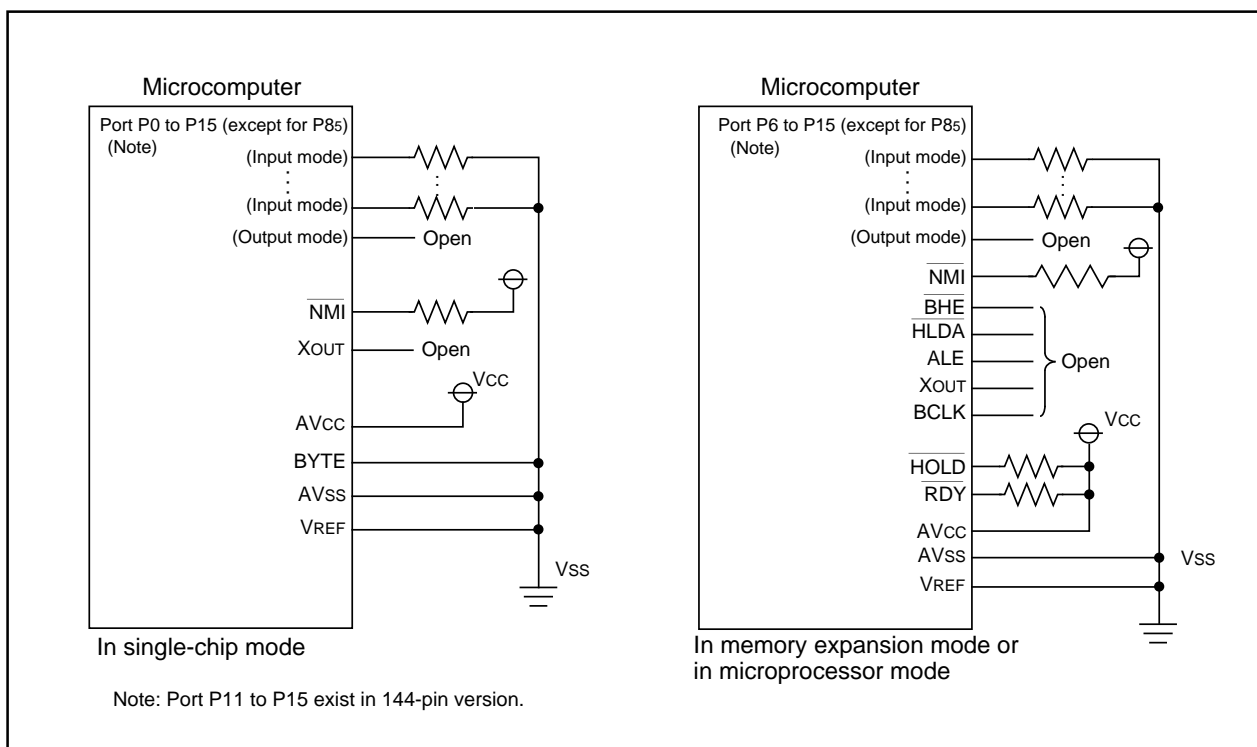 Microcomputer
Port P0 to P15 (except for P85)
(Note)
(Input mode)
(Input mode)
(Output mode)
Open
NMI
XOUT
Open
VCC
AVCC
BYTE
AVSS
VREF
VSS
In single-chip mode
Note: Port P11 to P15 exist in 144-pin version.
Microcomputer
Port P6 to P15 (except for P85)
(Note)
(Input mode)
(Input mode)
(Output mode)
Open
NMI
BHE
HLDA
ALE
XOUT
BCLK
Open
VCC
HOLD
RDY
AVCC
AVSS
VSS
VREF
In memory expansion mode or
in microprocessor mode